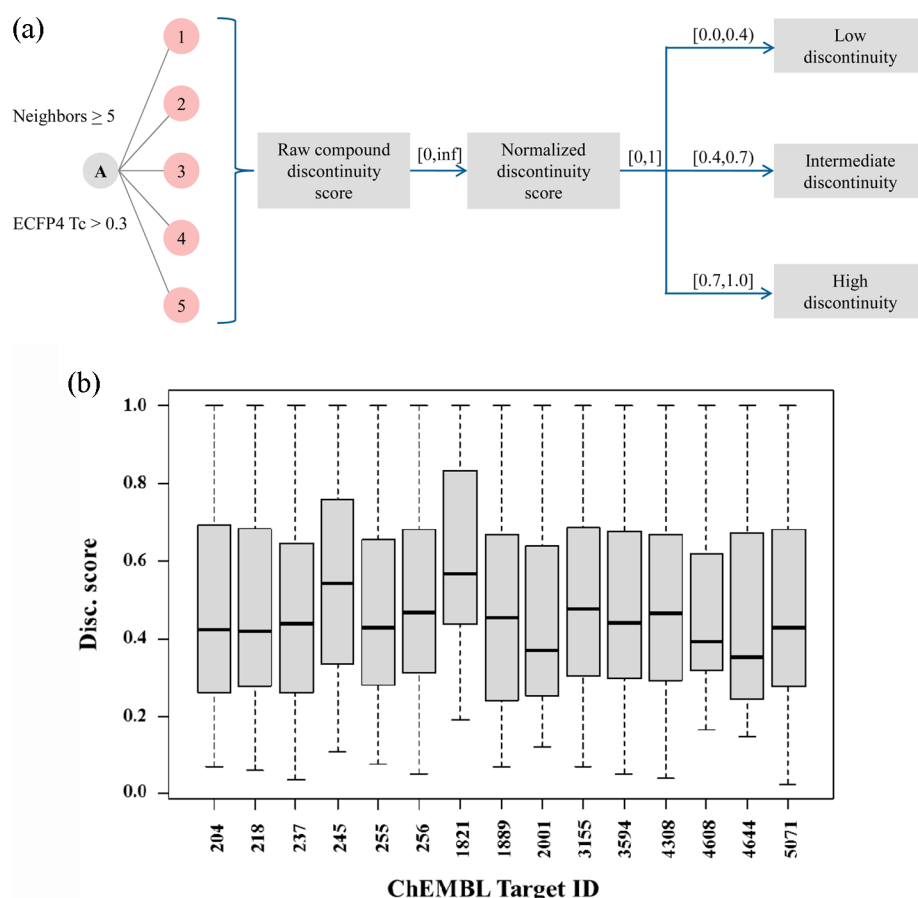 (a)
Neighbors ≥ 5
A
ECFP4 Tc > 0.3
1
2
3
4
5
Raw compound
discontinuity
score
[0,inf]
Normalized
discontinuity
score
[0,1]
[0.0,0.4)
Low
discontinuity
[0.4,0.7)
Intermediate
discontinuity
[0.7,1.0]
High
discontinuity
(b)
Disc. score
1.0
0.8
0.6
0.4
0.2
0.0
204 218 237 245 255 256 1821 1889 2001 3155 3594 4308 4608 4644 5071
ChEMBL Target ID